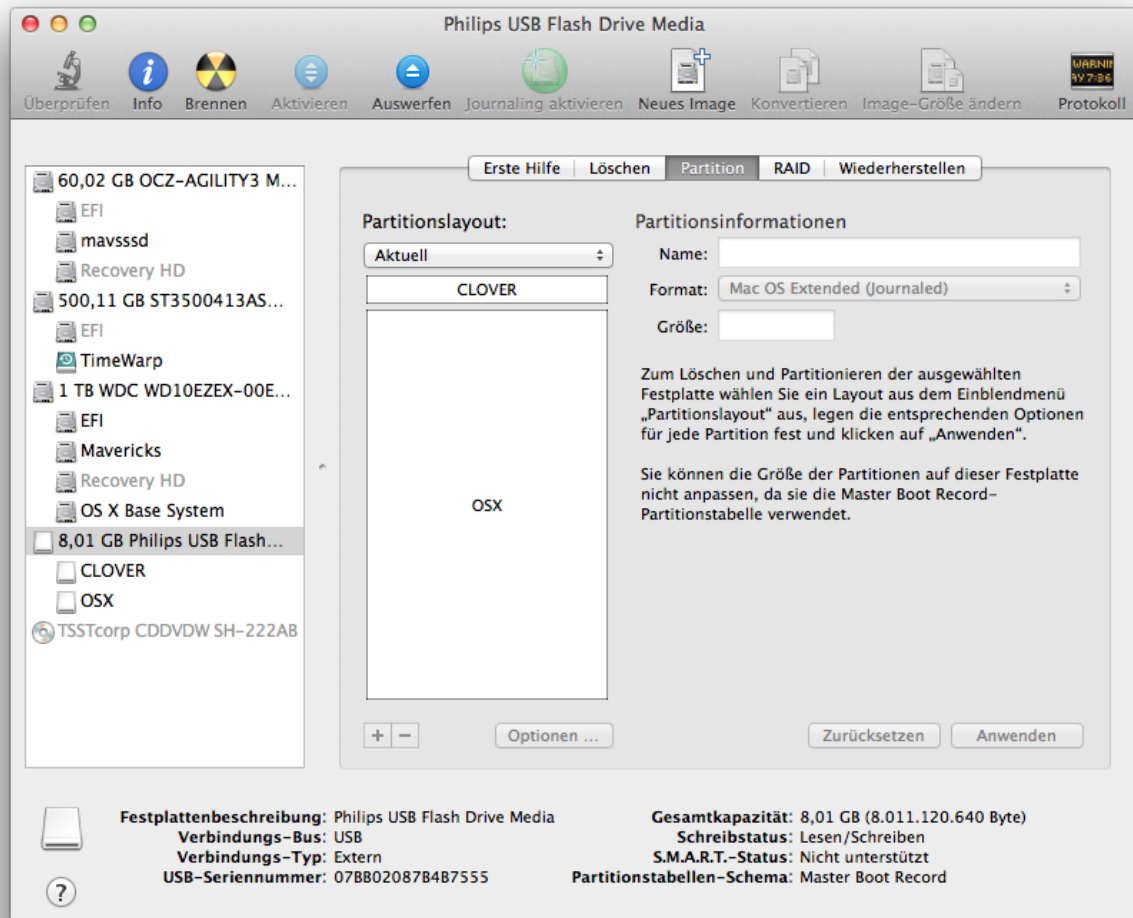 Philips USB Flash Drive Media
Überprüfen Info Brennen Aktivieren Auswerfen Journaling aktivieren Neues Image Konvertieren Image-Größe ändern Protokoll
WARNIN
AY 7:36
60,02 GB OCZ-AGILITY3 M...
EFI
mavsssd
Recovery HD
500,11 GB ST3500413AS...
EFI
TimeWarp
1 TB WDC WD10EZEX-00E...
EFI
Mavericks
Recovery HD
OS X Base System
8,01 GB Philips USB Flash...
CLOVER
OSX
TSSTcorp CDDVDW SH-222AB
Erste Hilfe Löschen Partition RAID Wiederherstellen
Partitionslayout:
Aktuell
CLOVER
OSX
+ − Optionen ...
Partitionsinformationen
Name:
Format: Mac OS Extended (Journaled)
Größe:
Zum Löschen und Partitionieren der ausgewählten
Festplatte wählen Sie ein Layout aus dem Einblendmenü
„Partitionslayout“ aus, legen die entsprechenden Optionen
für jede Partition fest und klicken auf „Anwenden“.
Sie können die Größe der Partitionen auf dieser Festplatte
nicht anpassen, da sie die Master Boot Record-
Partitionstabelle verwendet.
Zurücksetzen Anwenden
Festplattenbeschreibung: Philips USB Flash Drive Media
Verbindungs-Bus: USB
Verbindungs-Typ: Extern
USB-Seriennummer: 07BB02087B4B7555
Gesamtkapazität: 8,01 GB (8.011.120.640 Byte)
Schreibstatus: Lesen/Schreiben
S.M.A.R.T.-Status: Nicht unterstützt
Partitionstabellen-Schema: Master Boot Record
?